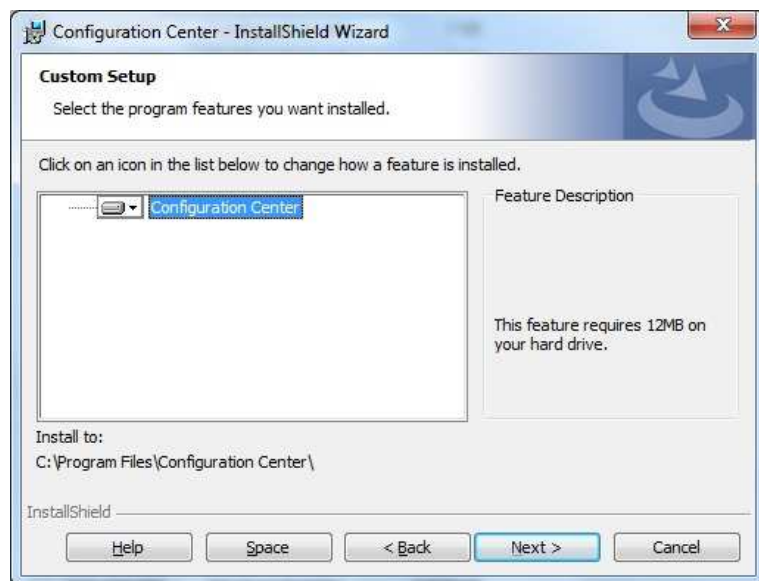 Configuration Center - InstallShield Wizard
Custom Setup
Select the program features you want installed.
Click on an icon in the list below to change how a feature is installed.
Configuration Center
Feature Description
This feature requires 12MB on
your hard drive.
Install to:
C:\Program Files\Configuration Center\
InstallShield
Help
Space
< Back
Next >
Cancel